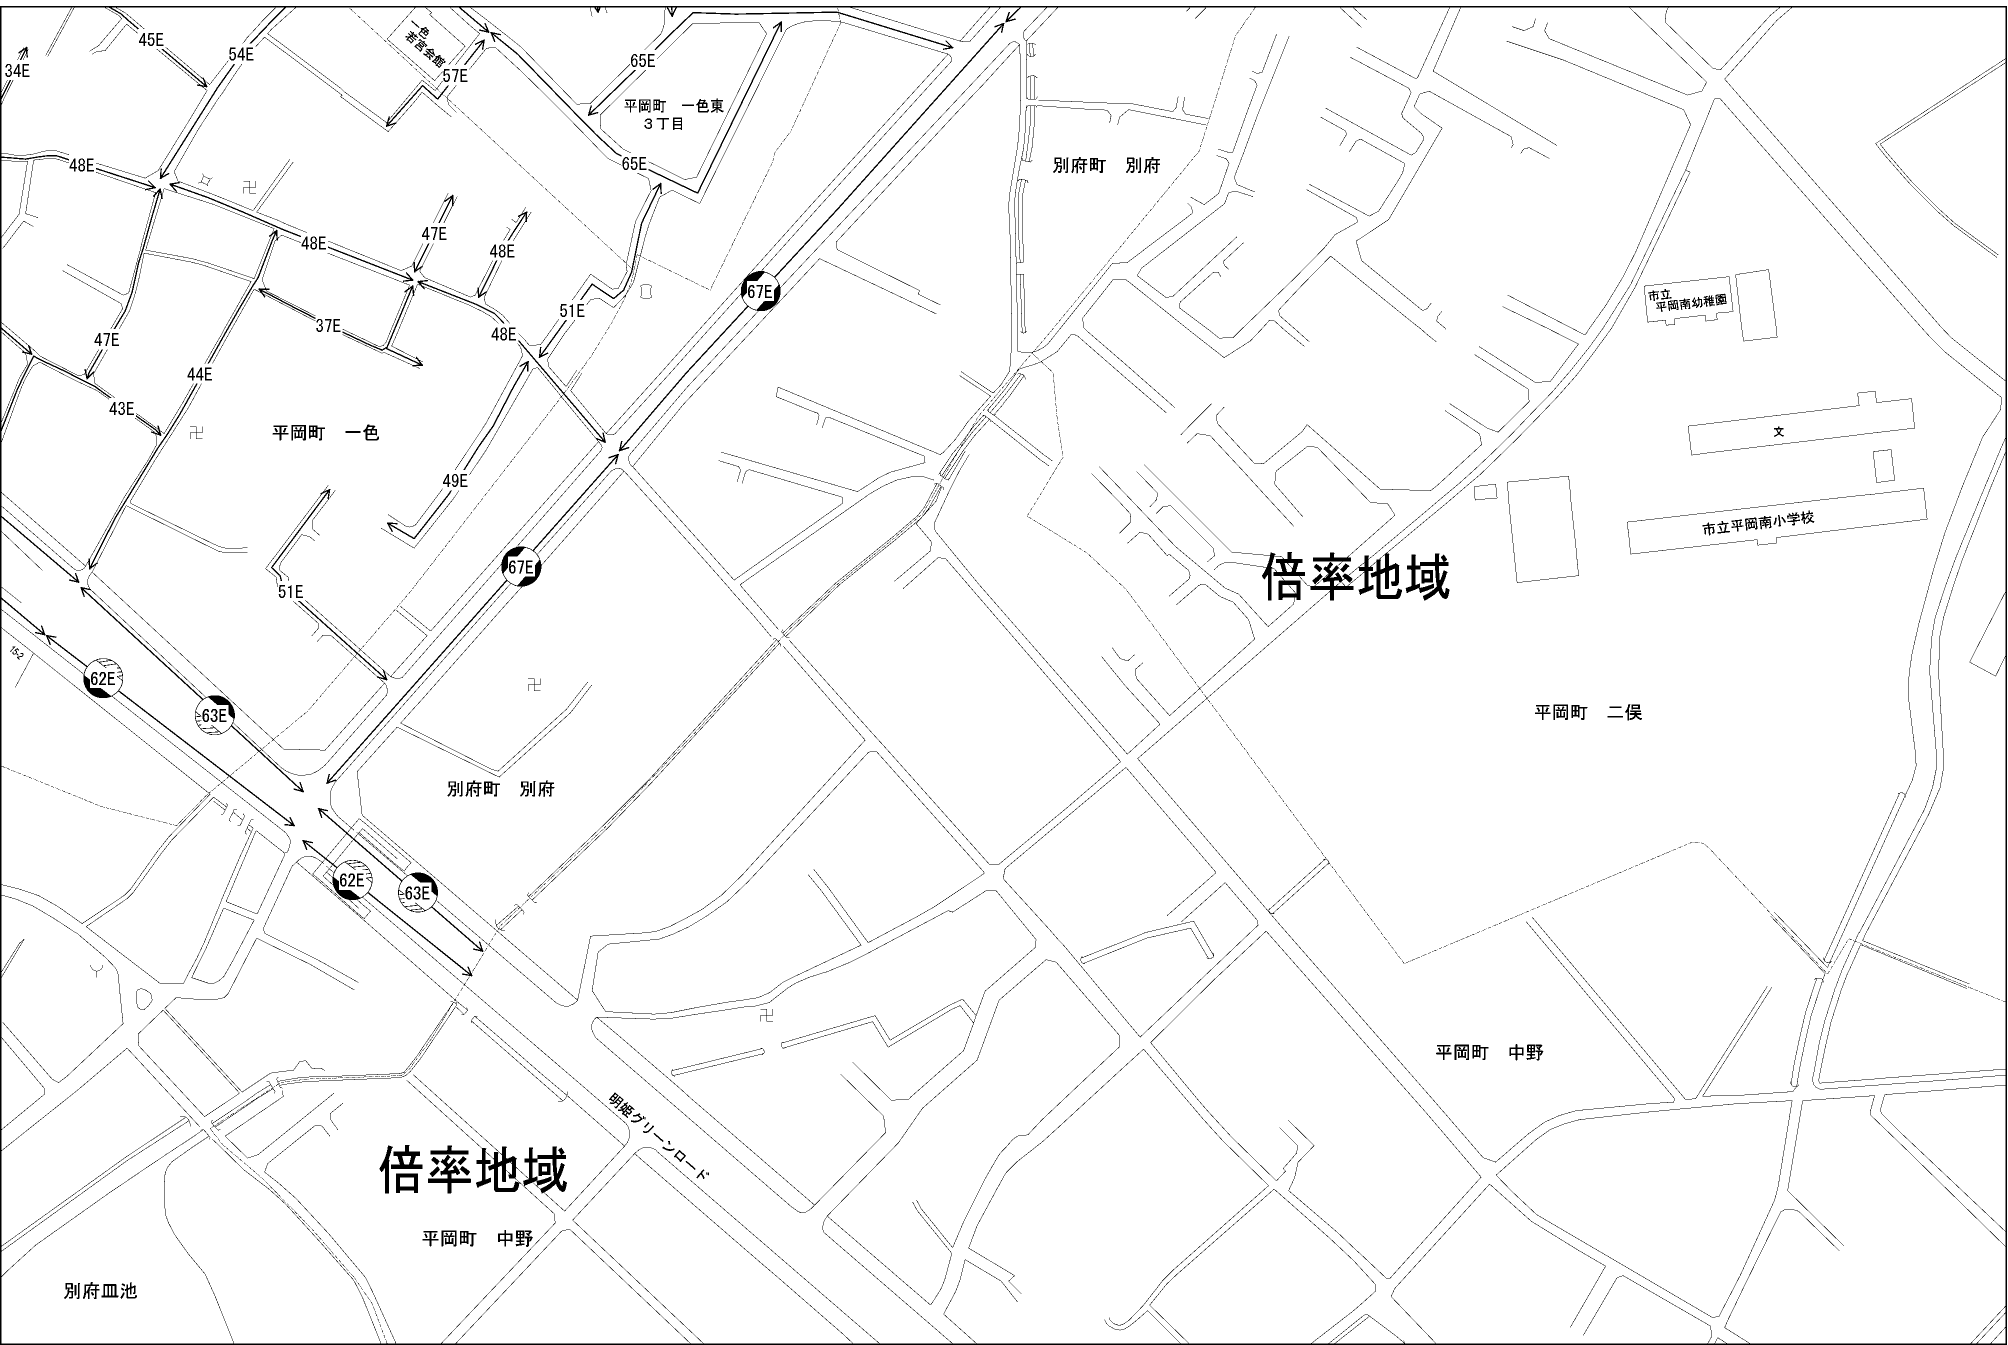 45E
54E
34E
一色
若宮会館
57E
65E
平岡町　一色東
３丁目
48E
65E
別府町　別府
48E
47E
48E
67E
市立
平岡南幼稚園
51E
37E
48E
47E
44E
43E
平岡町　一色
文
49E
市立平岡南小学校
67E
倍率地域
51E
15-2
62E
63E
平岡町　二俣
別府町　別府
62E
63E
平岡町　中野
明姫グリーンロード
倍率地域
平岡町　中野
別府皿池